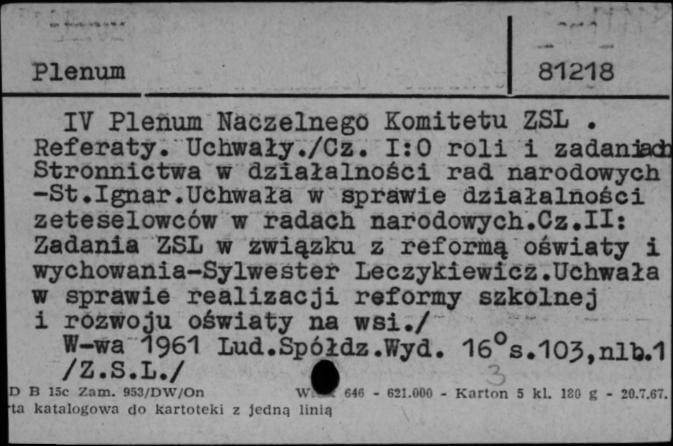 Plenum 81218
IV Plenum Naczelnego Komitetu ZSL .
Referaty. Uchwały./Cz. I:O roli i zadaniach
Stronnictwa w działalności rad narodowych
-St.Ignar.Uchwała w sprawie działalności
zeteselowców w radach narodowych.Cz.II:
Zadania ZSL w związku z reformą oświaty i
wychowania-Sylwester Leczykiewicz.Uchwała
w sprawie realizacji reformy szkolnej
i rozwoju oświaty na wsi./
W-wa 1961 Lud.Spółdz.Wyd. 16°s.103,nlb.1
/Z.S.L./ 3
D B 15c Zam. 953/DW/On 646 - 621.000 - Karton 5 kl. 180 g - 20.7.67.
ta katalogowa do kartoteki z jedną linią